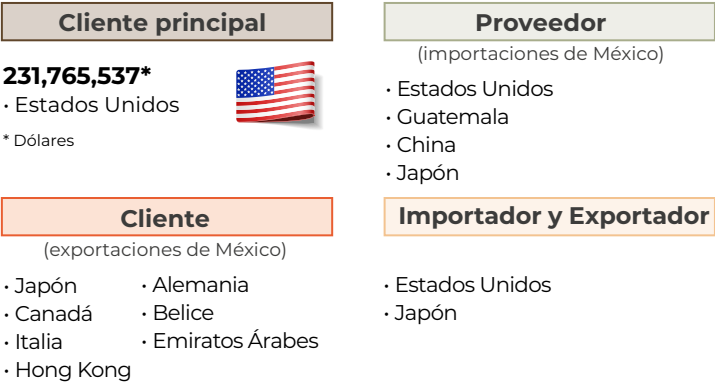 Cliente principal
231,765,537*
· Estados Unidos
* Dólares
Proveedor
(importaciones de México)
· Estados Unidos
· Guatemala
· China
· Japón
Cliente
(exportaciones de México)
· Japón
· Canadá
· Italia
· Hong Kong
· Alemania
· Belice
· Emiratos Árabes
Importador y Exportador
· Estados Unidos
· Japón